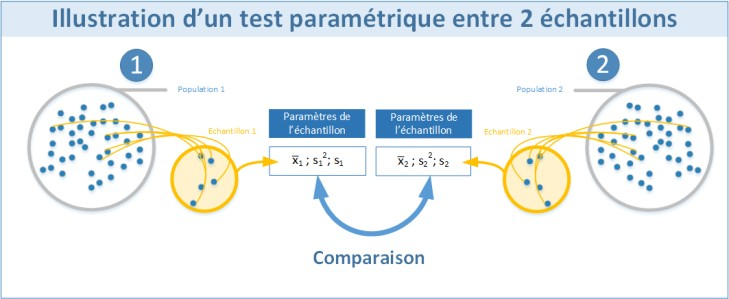 Illustration d’un test paramétrique entre 2 échantillons
1
2
Population 1
Population 2
Paramètres de
l’échantillon
Paramètres de
l’échantillon
Echantillon 1
Echantillon 2
x̅₁ ; s₁²; s₁
x̅₂ ; s₂²; s₂
Comparaison